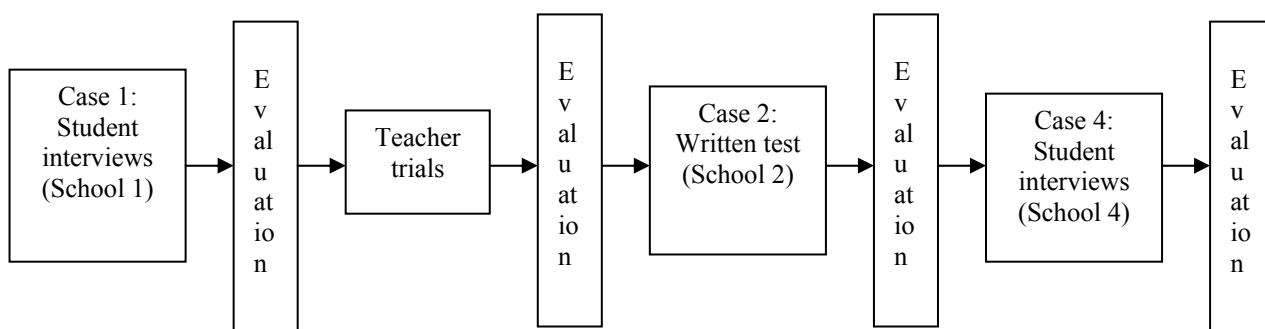 Case 1:
Student
interviews
(School 1)
E
v
al
u
at
io
n
Teacher
trials
E
v
al
u
at
io
n
Case 2:
Written test
(School 2)
E
v
al
u
at
io
n
Case 4:
Student
interviews
(School 4)
E
v
al
u
at
io
n